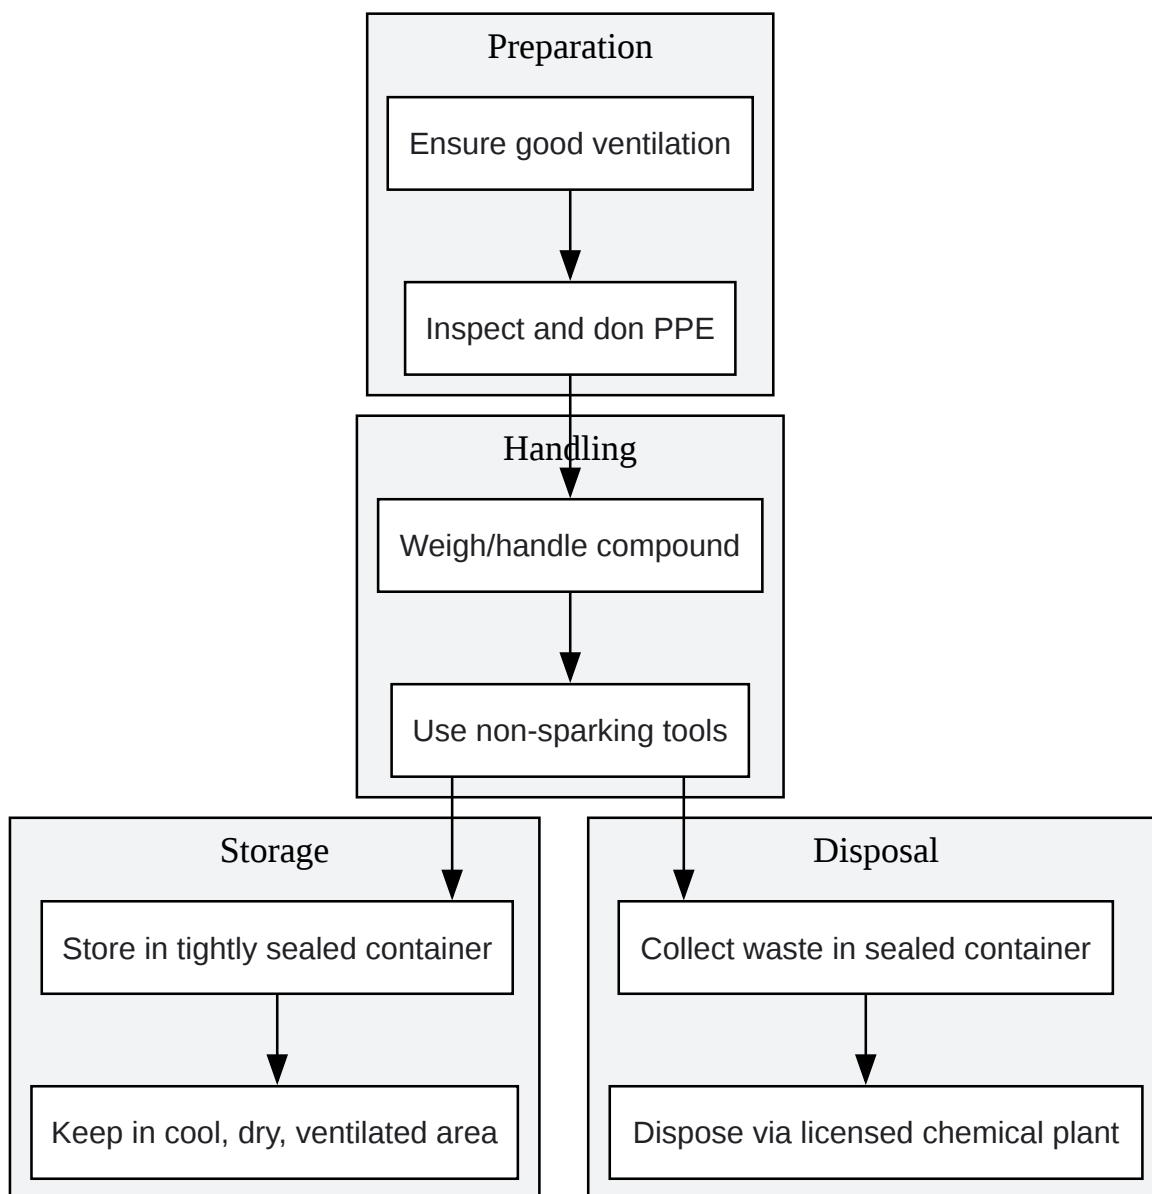 Preparation
Ensure good ventilation
Inspect and don PPE
Handling
Weigh/handle compound
Use non-sparking tools
Storage
Store in tightly sealed container
Keep in cool, dry, ventilated area
Disposal
Collect waste in sealed container
Dispose via licensed chemical plant